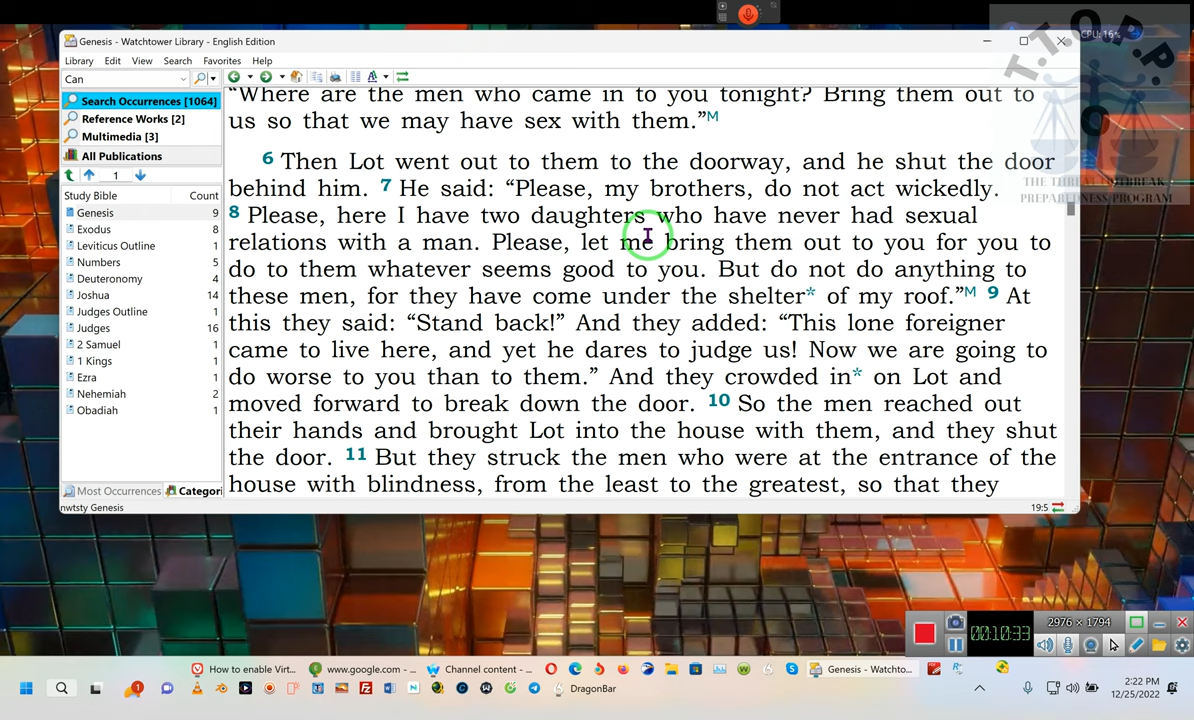 CPU: 16%
T.T.O.P.P.
O
THE THREAT OUTBREAK
PREPAREDNESS PROGRAM
Genesis - Watchtower Library - English Edition
Library Edit View Search Favorites Help
Can
Search Occurrences [1064]
Reference Works [2]
Multimedia [3]
All Publications
1
Study Bible Count
Genesis 9
Exodus 8
Leviticus Outline 1
Numbers 5
Deuteronomy 4
Joshua 14
Judges Outline 1
Judges 16
2 Samuel 1
1 Kings 1
Ezra 1
Nehemiah 2
Obadiah 1
Most Occurrences Categori
nwtsty Genesis
“Where are the men who came in to you tonight? Bring them out to
us so that we may have sex with them.”M
6 Then Lot went out to them to the doorway, and he shut the door
behind him. 7 He said: “Please, my brothers, do not act wickedly.
8 Please, here I have two daughters who have never had sexual
relations with a man. Please, let me bring them out to you for you to
do to them whatever seems good to you. But do not do anything to
these men, for they have come under the shelter* of my roof.”M 9 At
this they said: “Stand back!” And they added: “This lone foreigner
came to live here, and yet he dares to judge us! Now we are going to
do worse to you than to them.” And they crowded in* on Lot and
moved forward to break down the door. 10 So the men reached out
their hands and brought Lot into the house with them, and they shut
the door. 11 But they struck the men who were at the entrance of the
house with blindness, from the least to the greatest, so that they
19:5
00:10:33
2976 × 1794
How to enable Virt...
www.google.com - ...
Channel content - ...
Genesis - Watchto...
1
DragonBar
2:22 PM
12/25/2022